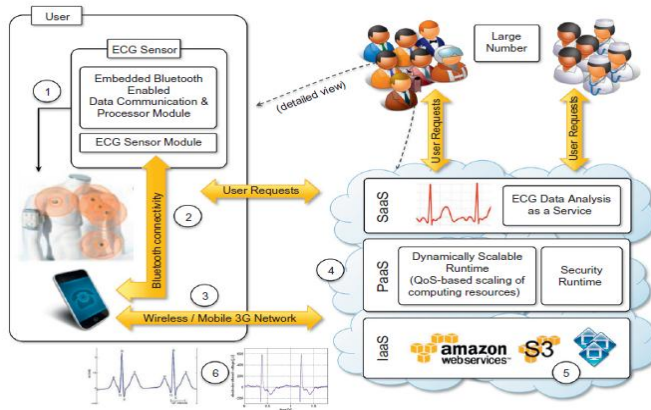 User
ECG Sensor
Embedded Bluetooth
Enabled
Data Communication &
Processor Module
ECG Sensor Module
1
Bluetooth connectivity
2
User Requests
3
Wireless / Mobile 3G Network
(detailed view)
Large
Number
User Requests
User Requests
SaaS
ECG Data Analysis
as a Service
4
PaaS
Dynamically Scalable
Runtime
(QoS-based scaling of
computing resources)
Security
Runtime
IaaS
amazon
webservices™
S3
5
6